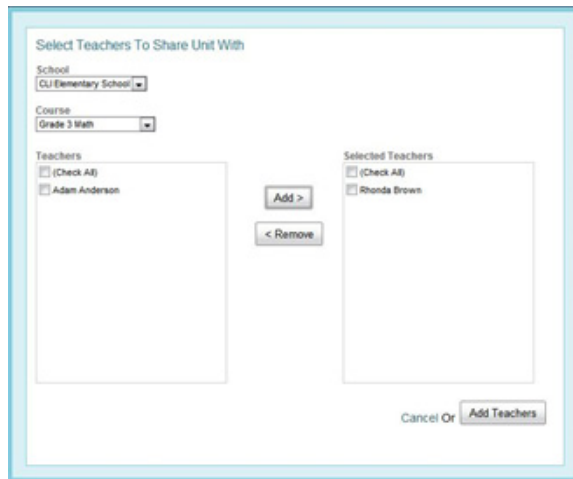 Select Teachers To Share Unit With
School
CLI Elementary School
Course
Grade 3 Math
Teachers
(Check All)
Adam Anderson
Add >
< Remove
Selected Teachers
(Check All)
Rhonda Brown
Cancel Or Add Teachers